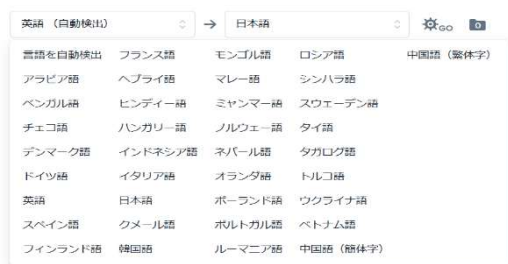 英語 （自動検出） → 日本語 GO
言語を自動検出 フランス語 モンゴル語 ロシア語 中国語（繁体字）
アラビア語 ヘブライ語 マレー語 シンハラ語
ベンガル語 ヒンディー語 ミャンマー語 スウェーデン語
チェコ語 ハンガリー語 ノルウェー語 タイ語
デンマーク語 インドネシア語 ネパール語 タガログ語
ドイツ語 イタリア語 オランダ語 トルコ語
英語 日本語 ポーランド語 ウクライナ語
スペイン語 クメール語 ポルトガル語 ベトナム語
フィンランド語 韓国語 ルーマニア語 中国語（簡体字）